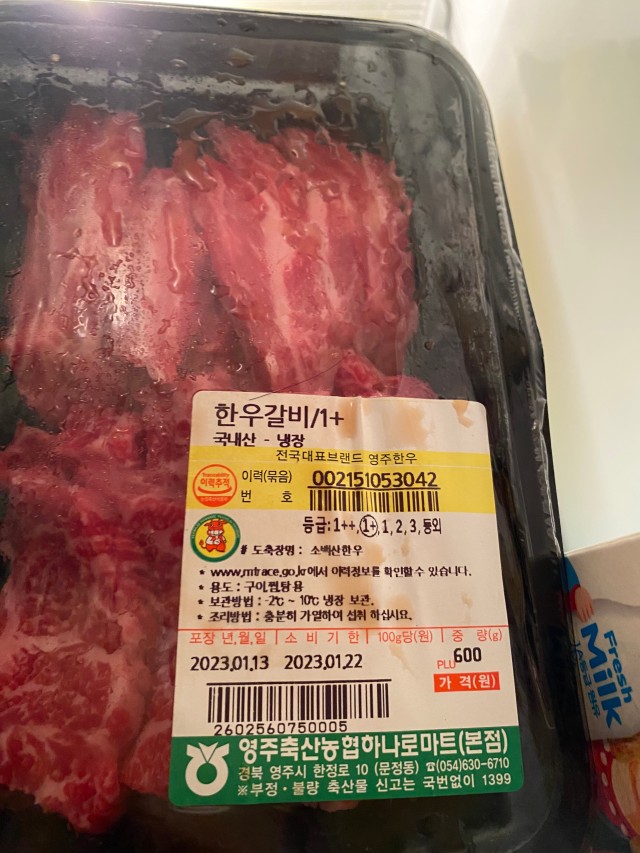 한우갈비/1+
국내산 - 냉장
전국대표브랜드 영주한우
이력추적
이력(묶음)
번 호
002151053042
등급:1++,1+,1,2,3,등외
# 도축장명 : 소백산한우
* www.mtrace.go.kr에서 이력정보를 확인할 수 있습니다.
* 용도 : 구이,찜,탕용
* 보관방법 : -2℃ ~ 10℃ 냉장 보관.
* 조리방법 : 충분히 가열하여 섭취 하십시요.
포장 년,월,일 | 소 비 기 한 | 100g당(원) | 중 량(g)
2023.01.13 2023.01.22 PLU600
가 격(원)
2602560750005
영주축산농협하나로마트(본점)
경북 영주시 한정로 10 (문정동) ☎(054)630-6710
※부정·불량 축산물 신고는 국번없이 1399
Fresh
Milk